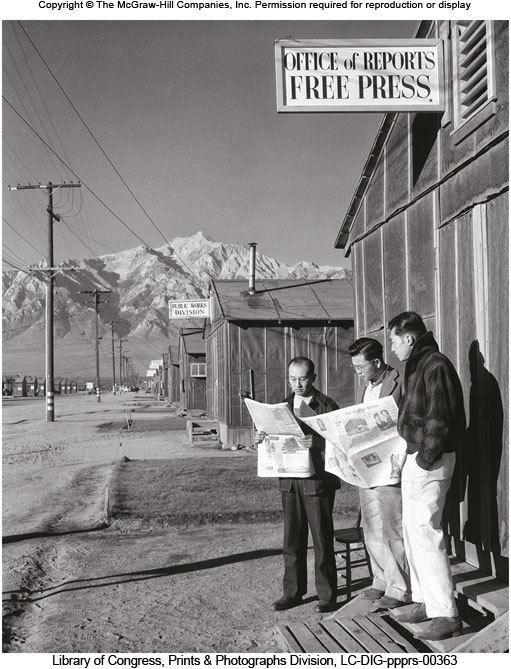 Copyright © The McGraw-Hill Companies, Inc. Permission required for reproduction or display
OFFICE of REPORTS
FREE PRESS.
PUBLIC WORKS
DIVISION
Library of Congress, Prints & Photographs Division, LC-DIG-ppprs-00363